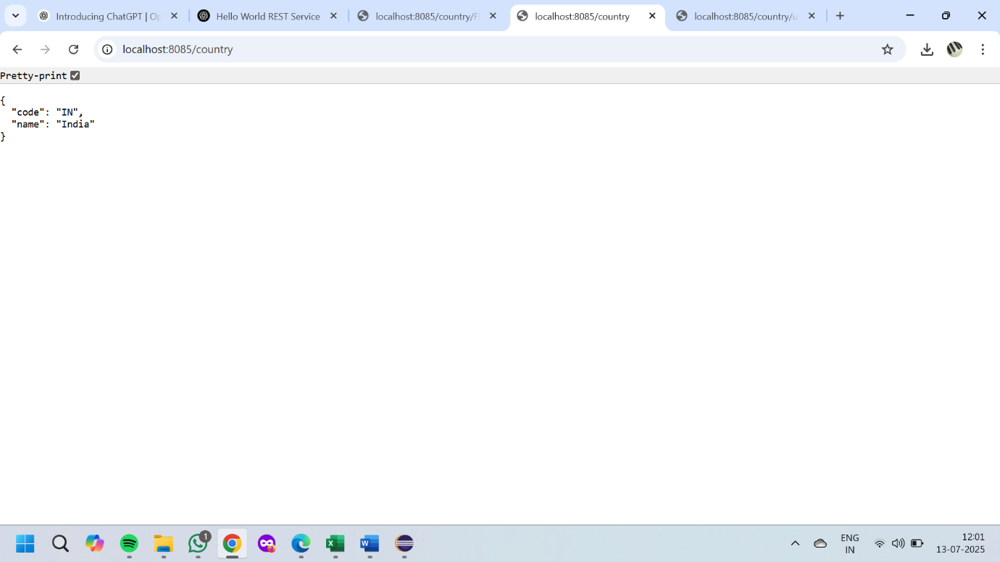 Introducing ChatGPT | Op
Hello World REST Service
localhost:8085/country/F
localhost:8085/country
localhost:8085/country/u
localhost:8085/country
Pretty-print
{
"code": "IN",
"name": "India"
}
1
ENG
IN
12:01
13-07-2025